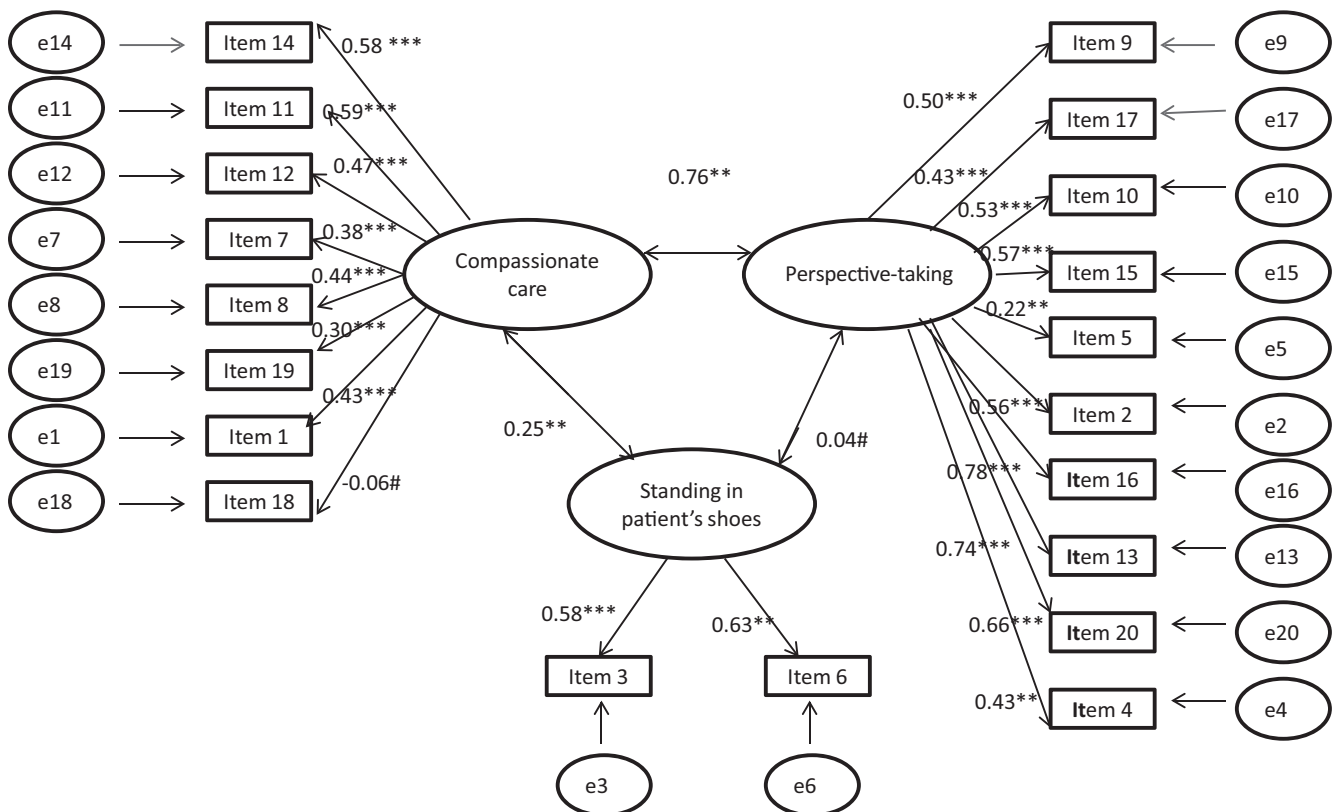 e14
Item 14
0.58 ***
e11
Item 11
0.59***
e12
Item 12
0.47***
e7
Item 7
0.38***
e8
Item 8
0.44***
e19
Item 19
0.30***
e1
Item 1
0.43***
e18
Item 18
-0.06#
Compassionate
care
0.76**
Perspective-taking
0.25**
0.04#
Standing in
patient's shoes
0.58***
0.63**
Item 3
Item 6
e3
e6
0.50***
Item 9
e9
0.43***
Item 17
e17
0.53***
Item 10
e10
0.57***
Item 15
e15
0.22**
Item 5
e5
0.56***
Item 2
e2
0.78***
Item 16
e16
0.74***
Item 13
e13
0.66***
Item 20
e20
0.43**
Item 4
e4